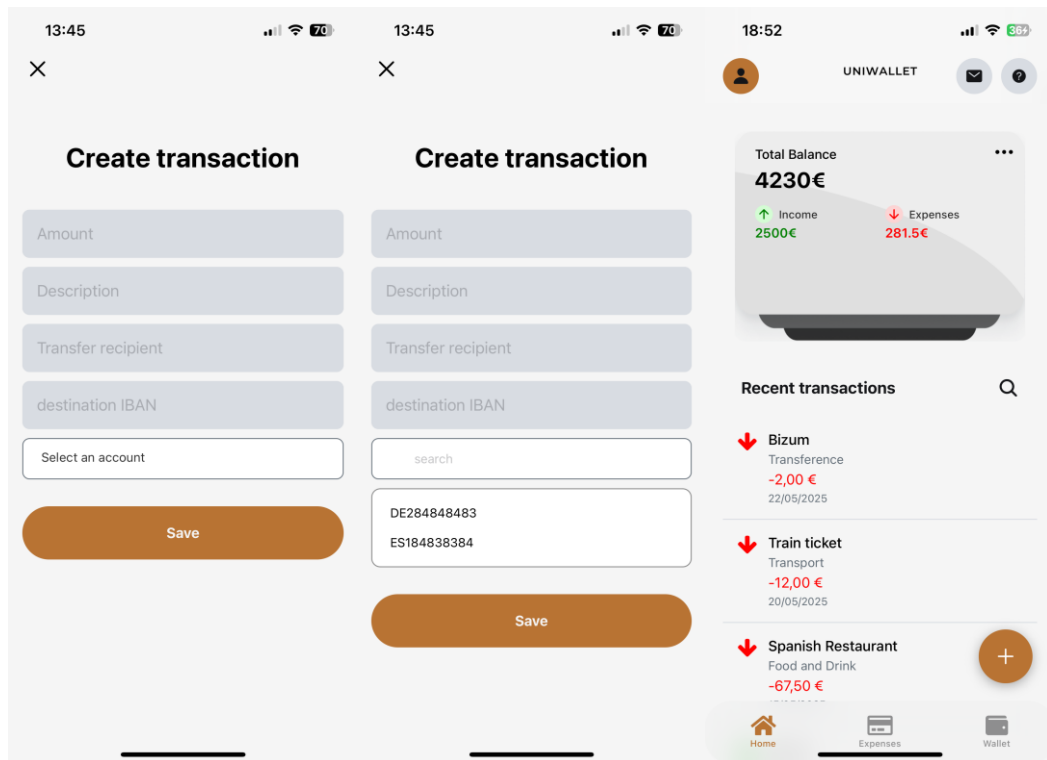 13:45
70
Create transaction
Amount
Description
Transfer recipient
destination IBAN
Select an account
Save
13:45
70
Create transaction
Amount
Description
Transfer recipient
destination IBAN
search
DE284848483
ES184838384
Save
18:52
36
UNIWALLET
?
Total Balance
4230€
Income
Expenses
2500€
281.5€
Recent transactions
Bizum
Transference
-2,00 €
22/05/2025
Train ticket
Transport
-12,00 €
20/05/2025
Spanish Restaurant
Food and Drink
-67,50 €
Home
Expenses
Wallet